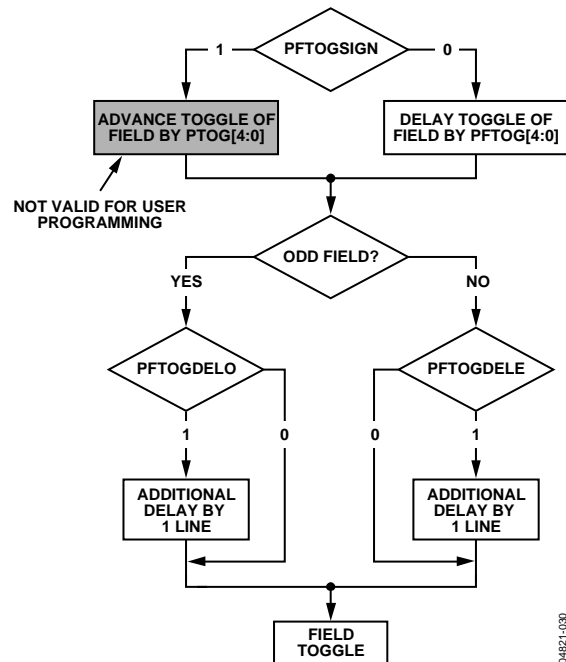 PFTOGSIGN
1
0
ADVANCE TOGGLE OF
FIELD BY PTOG[4:0]
DELAY TOGGLE OF
FIELD BY PFTOG[4:0]
NOT VALID FOR USER
PROGRAMMING
ODD FIELD?
YES
NO
PFTOGDELO
PFTOGDELE
1
0
0
1
ADDITIONAL
DELAY BY
1 LINE
ADDITIONAL
DELAY BY
1 LINE
FIELD
TOGGLE
04821-030